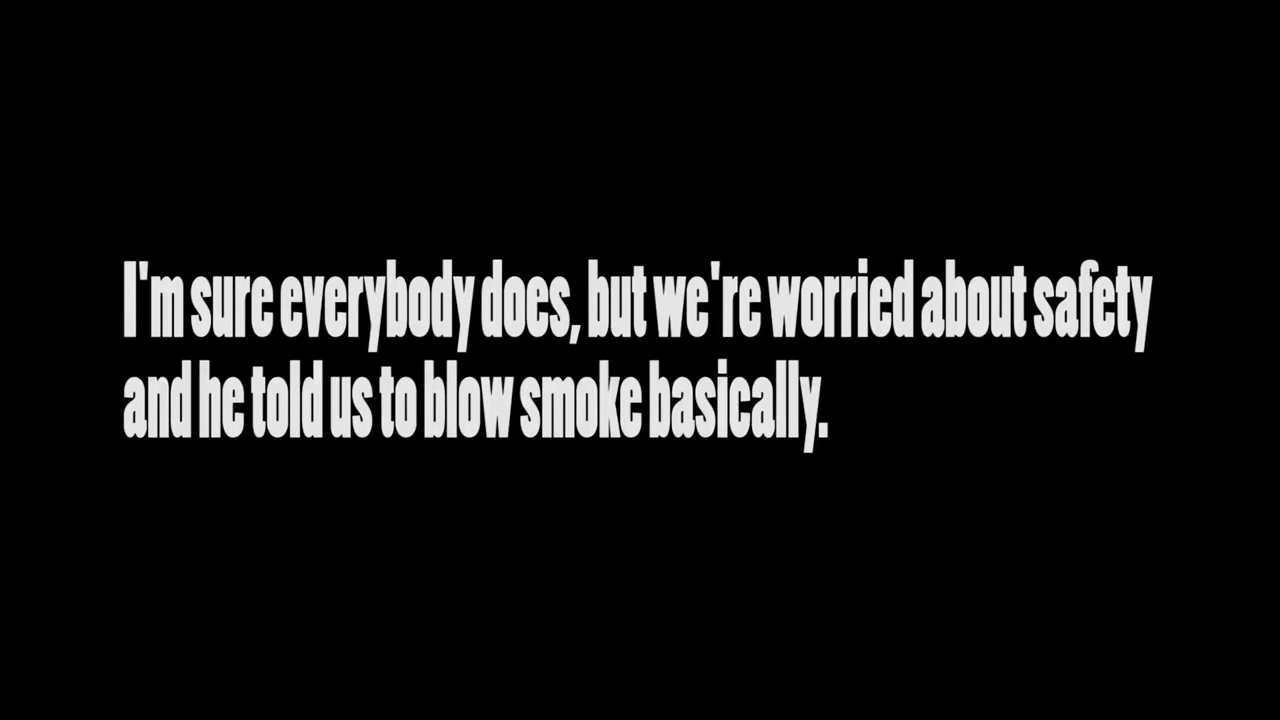 I'm sure everybody does, but we're worried about safety
and he told us to blow smoke basically.